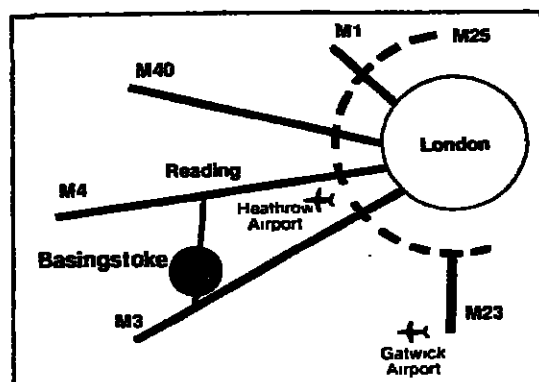 M1
M25
M40
London
Reading
M4
Heathrow
Airport
Basingstoke
M3
M23
Gatwick
Airport